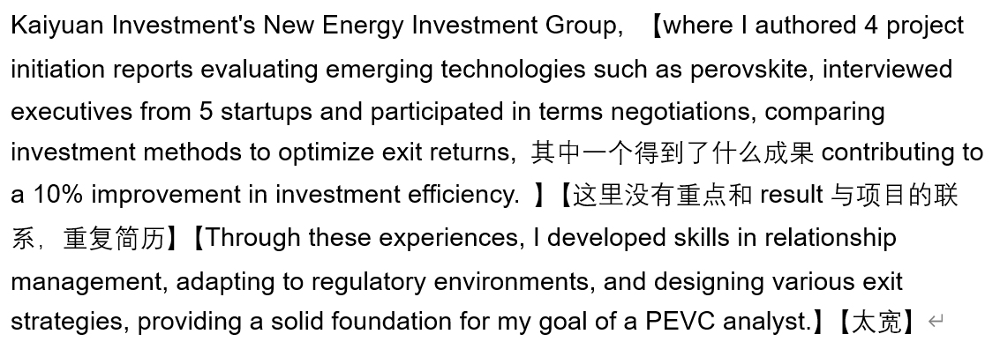 Kaiyuan Investment's New Energy Investment Group, 【where I authored 4 project
initiation reports evaluating emerging technologies such as perovskite, interviewed
executives from 5 startups and participated in terms negotiations, comparing
investment methods to optimize exit returns, 其中一个得到了什么成果 contributing to
a 10% improvement in investment efficiency. 】【这里没有重点和 result 与项目的联
系，重复简历】【Through these experiences, I developed skills in relationship
management, adapting to regulatory environments, and designing various exit
strategies, providing a solid foundation for my goal of a PEVC analyst.】【太宽】